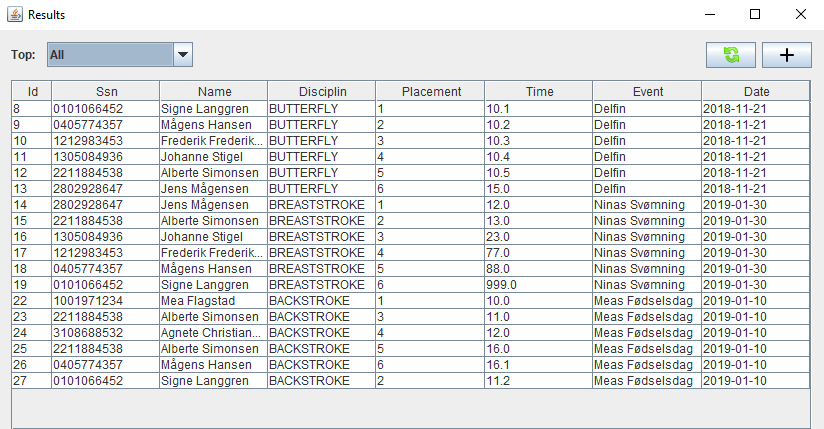 Results
Top: All
Id Ssn Name Disciplin Placement Time Event Date
8 0101066452 Signe Langgren BUTTERFLY 1 10.1 Delfin 2018-11-21
9 0405774357 Mågens Hansen BUTTERFLY 2 10.2 Delfin 2018-11-21
10 1212983453 Frederik Frederik... BUTTERFLY 3 10.3 Delfin 2018-11-21
11 1305084936 Johanne Stigel BUTTERFLY 4 10.4 Delfin 2018-11-21
12 2211884538 Alberte Simonsen BUTTERFLY 5 10.5 Delfin 2018-11-21
13 2802928647 Jens Mågensen BUTTERFLY 6 15.0 Delfin 2018-11-21
14 2802928647 Jens Mågensen BREASTSTROKE 1 12.0 Ninas Svømning 2019-01-30
15 2211884538 Alberte Simonsen BREASTSTROKE 2 13.0 Ninas Svømning 2019-01-30
16 1305084936 Johanne Stigel BREASTSTROKE 3 23.0 Ninas Svømning 2019-01-30
17 1212983453 Frederik Frederik... BREASTSTROKE 4 77.0 Ninas Svømning 2019-01-30
18 0405774357 Mågens Hansen BREASTSTROKE 5 88.0 Ninas Svømning 2019-01-30
19 0101066452 Signe Langgren BREASTSTROKE 6 999.0 Ninas Svømning 2019-01-30
22 1001971234 Mea Flagstad BACKSTROKE 1 10.0 Meas Fødselsdag 2019-01-10
23 2211884538 Alberte Simonsen BACKSTROKE 3 11.0 Meas Fødselsdag 2019-01-10
24 3108688532 Agnete Christian... BACKSTROKE 4 12.0 Meas Fødselsdag 2019-01-10
25 2211884538 Alberte Simonsen BACKSTROKE 5 16.0 Meas Fødselsdag 2019-01-10
26 0405774357 Mågens Hansen BACKSTROKE 6 16.1 Meas Fødselsdag 2019-01-10
27 0101066452 Signe Langgren BACKSTROKE 2 11.2 Meas Fødselsdag 2019-01-10